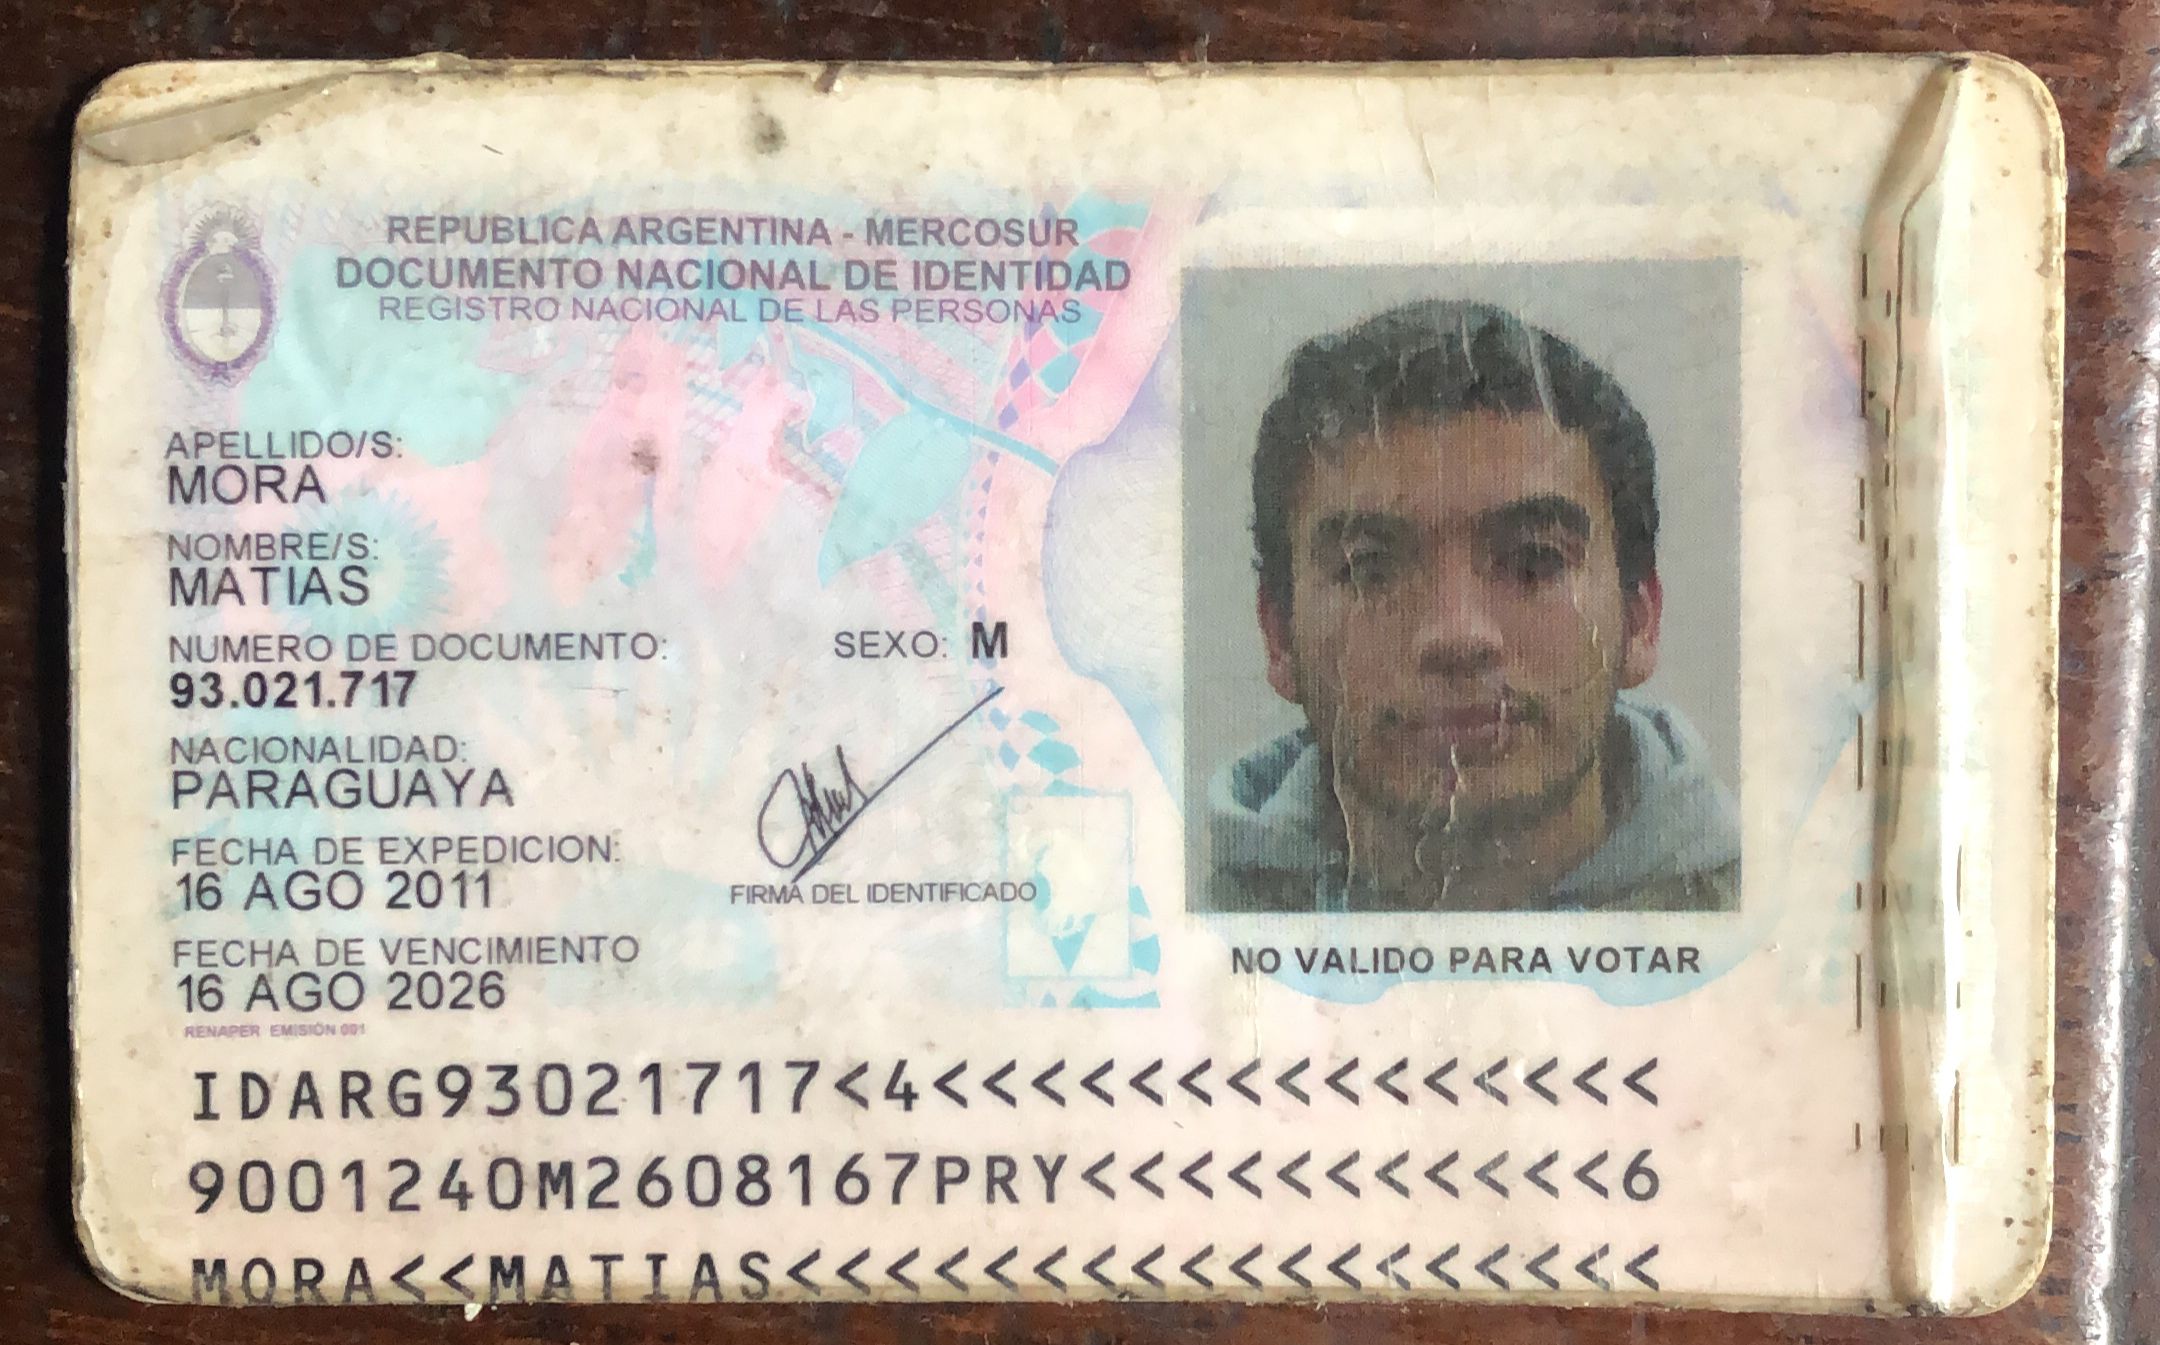 REPUBLICA ARGENTINA - MERCOSUR
DOCUMENTO NACIONAL DE IDENTIDAD
REGISTRO NACIONAL DE LAS PERSONAS
APELLIDO/S:
MORA
NOMBRE/S:
MATIAS
NUMERO DE DOCUMENTO:
93.021.717
SEXO: M
NACIONALIDAD:
PARAGUAYA
FECHA DE EXPEDICION:
16 AGO 2011
FIRMA DEL IDENTIFICADO
FECHA DE VENCIMIENTO
16 AGO 2026
RENAPER EMISIÓN 001
NO VALIDO PARA VOTAR
IDARG93021717<4<<<<<<<<<<<<<<<
9001240M2608167PRY<<<<<<<<<<<6
MORA<<MATIAS<<<<<<<<<<<<<<<<<<